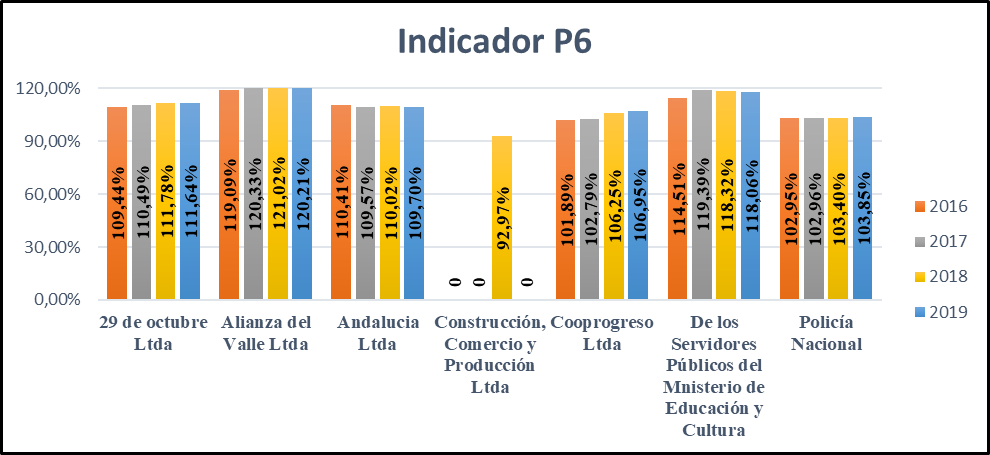 Indicador P6
120,00%
90,00%
60,00%
30,00%
0,00%
109,44%
110,49%
111,78%
111,64%
119,09%
120,33%
121,02%
120,21%
110,41%
109,57%
110,02%
109,70%
0
0
92,97%
0
101,89%
102,79%
106,25%
106,95%
114,51%
119,39%
118,32%
118,06%
102,95%
102,96%
103,40%
103,85%
29 de octubre
Ltda
Alianza del
Valle Ltda
Andalucia
Ltda
Construcción,
Comercio y
Producción
Ltda
Cooprogreso
Ltda
De los
Servidores
Públicos del
Mnisterio de
Educación y
Cultura
Policía
Nacional
2016
2017
2018
2019